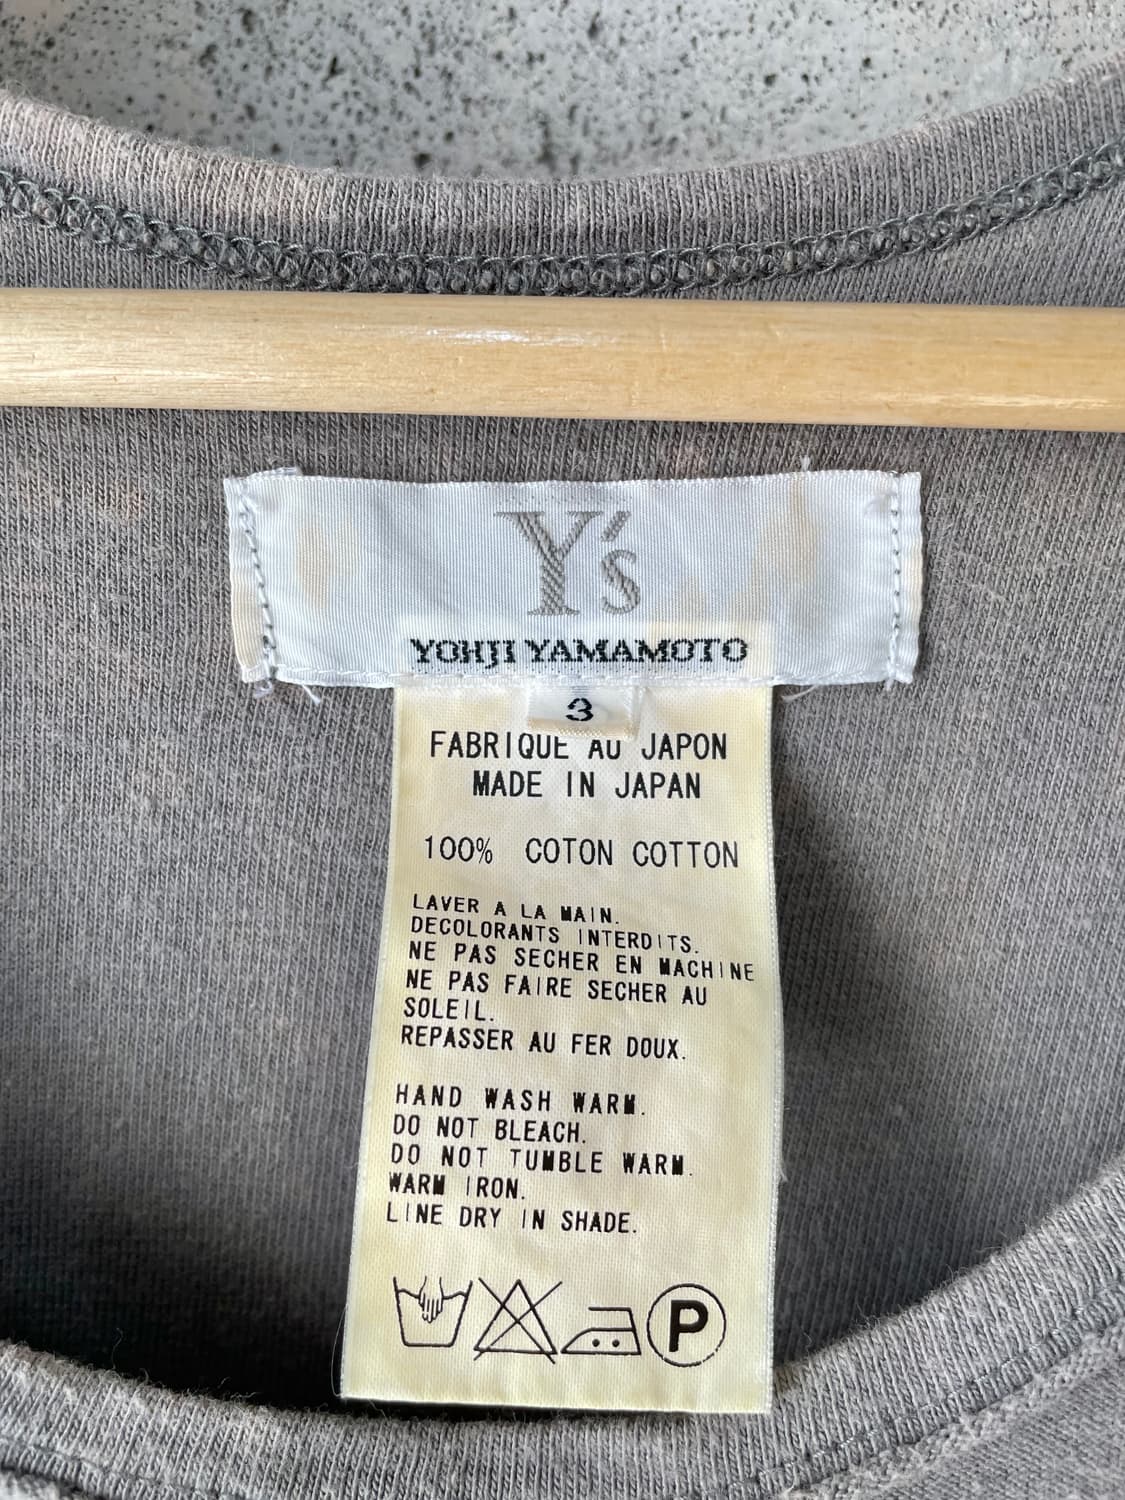 Y's
YOHJI YAMAMOTO
3
FABRIQUE AU JAPON
MADE IN JAPAN
100% COTON COTTON
LAVER A LA MAIN.
DECOLORANTS INTERDITS.
NE PAS SECHER EN MACHINE
NE PAS FAIRE SECHER AU
SOLEIL.
REPASSER AU FER DOUX.
HAND WASH WARM.
DO NOT BLEACH.
DO NOT TUMBLE WARM.
WARM IRON.
LINE DRY IN SHADE.
P